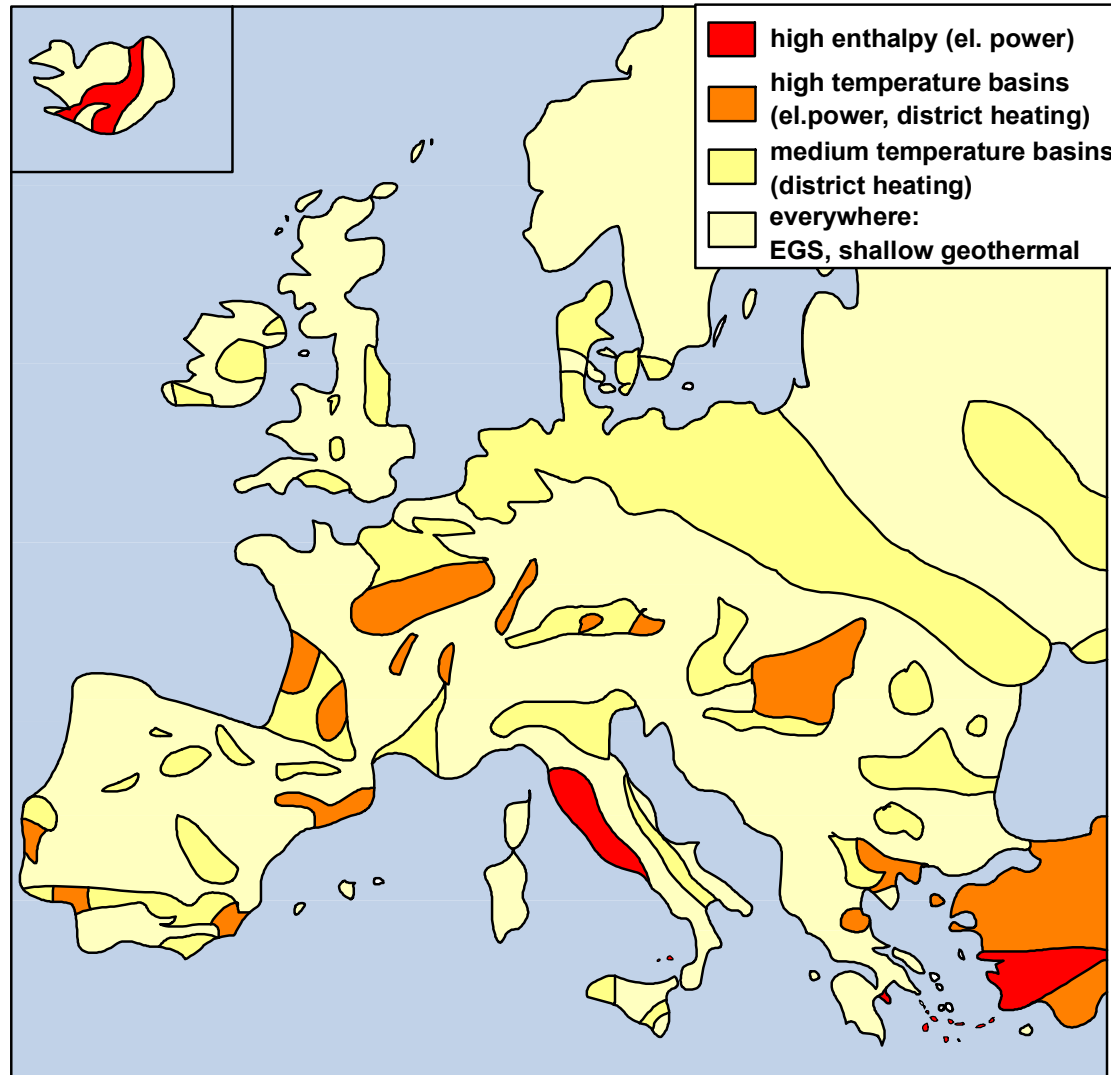 high enthalpy (el. power)
high temperature basins
(el.power, district heating)
medium temperature basins
(district heating)
everywhere:
EGS, shallow geothermal